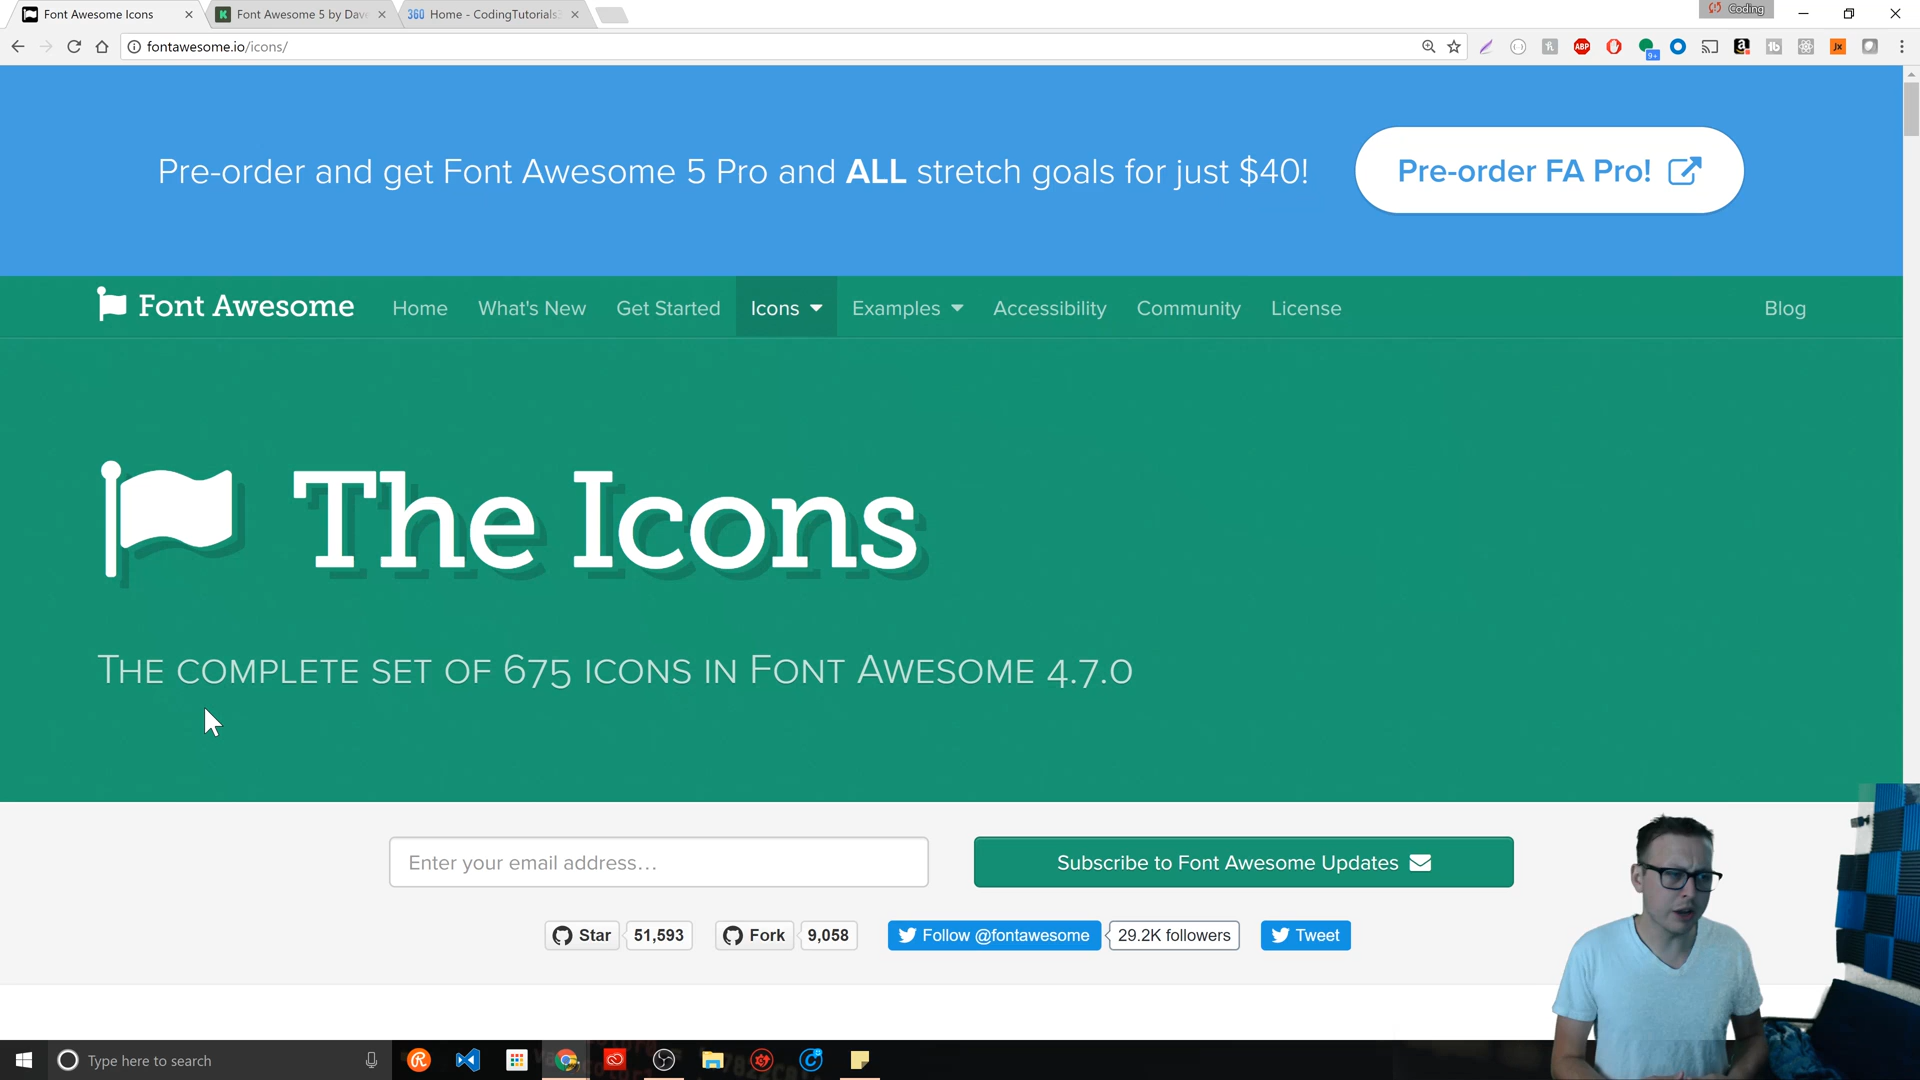 Font Awesome Icons
Font Awesome 5 by Dave
Home - CodingTutorials3
Coding
fontawesome.io/icons/
Pre-order and get Font Awesome 5 Pro and ALL stretch goals for just $40!
Pre-order FA Pro!
Font Awesome
Home
What's New
Get Started
Icons
Examples
Accessibility
Community
License
Blog
The Icons
The complete set of 675 icons in Font Awesome 4.7.0
Enter your email address...
Subscribe to Font Awesome Updates
Star
51,593
Fork
9,058
Follow @fontawesome
29.2K followers
Tweet
Type here to search